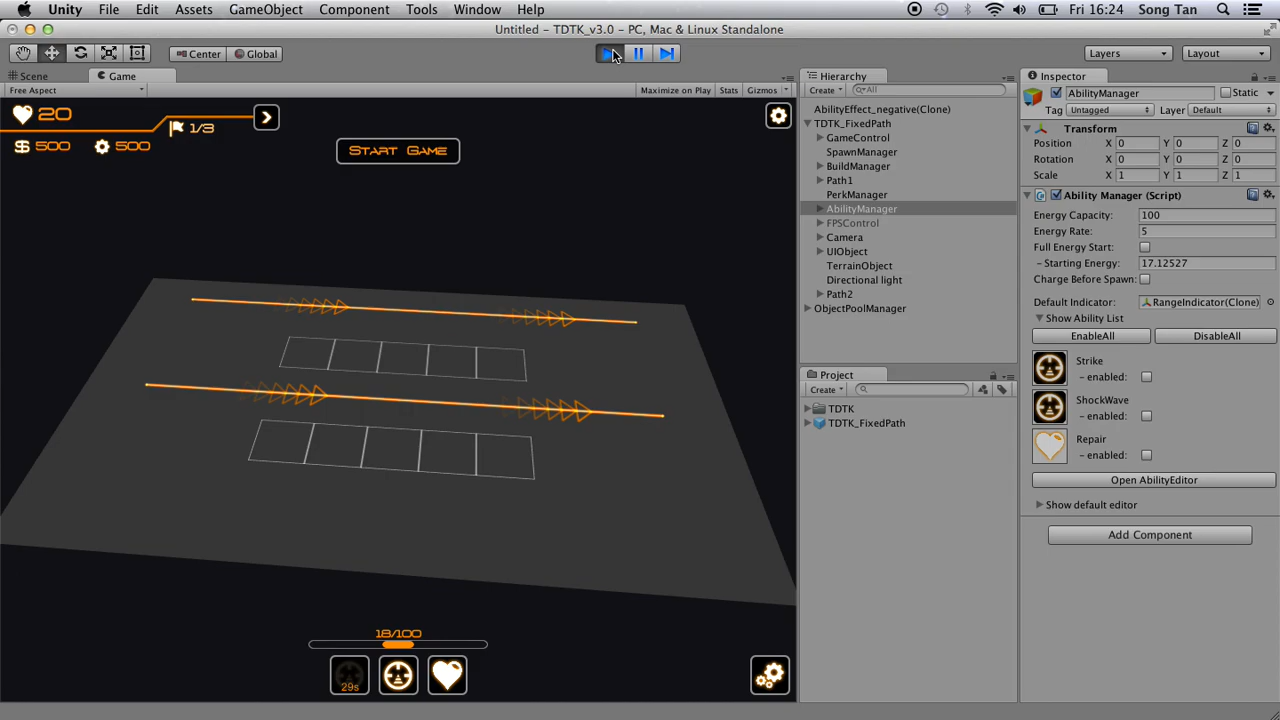 Unity File Edit Assets GameObject Component Tools Window Help Fri 16:24 Song Tan
Untitled - TDTK_v3.0 - PC, Mac & Linux Standalone
Center Global Layers Layout
Scene Game Hierarchy Inspector
Free Aspect Maximize on Play Stats Gizmos Create All AbilityManager Static
Tag Untagged Layer Default
20
1/3
$ 500 500
Start Game
AbilityEffect_negative(Clone)
TDTK_FixedPath
GameControl
SpawnManager
BuildManager
Path1
PerkManager
AbilityManager
FPSControl
Camera
UIObject
TerrainObject
Directional light
Path2
ObjectPoolManager
Project
Create
TDTK
TDTK_FixedPath
Transform
Position X 0 Y 0 Z 0
Rotation X 0 Y 0 Z 0
Scale X 1 Y 1 Z 1
Ability Manager (Script)
Energy Capacity: 100
Energy Rate: 5
Full Energy Start:
- Starting Energy: 17.12527
Charge Before Spawn:
Default Indicator: RangeIndicator(Clone)
Show Ability List
EnableAll DisableAll
Strike
- enabled:
ShockWave
- enabled:
Repair
- enabled:
Open AbilityEditor
Show default editor
Add Component
18/100
29s